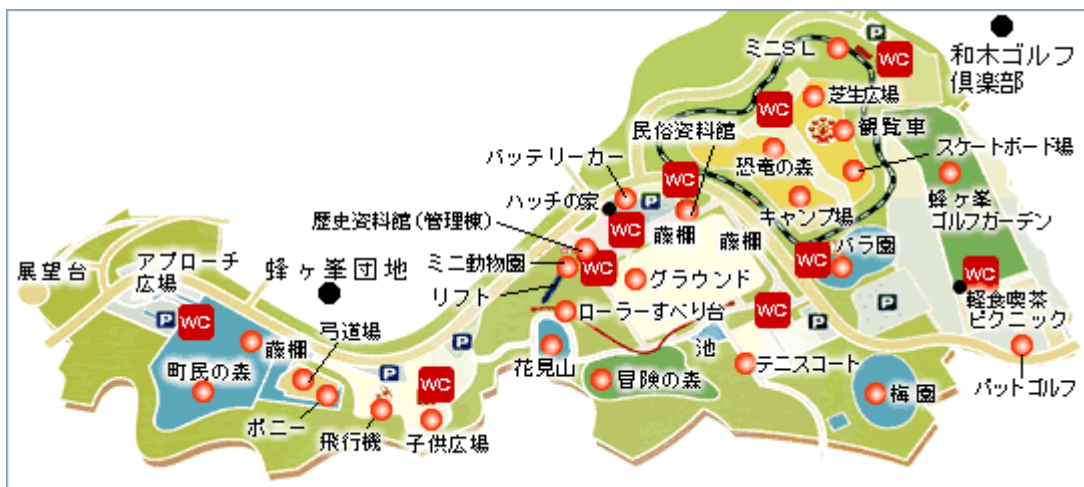 ミニSL
P
WC
和木ゴルフ
倶楽部
WC
芝生広場
民俗資料館
観覧車
スケートボード場
バッテリーカー
恐竜の森
WC
蜂ヶ峯
ゴルフガーデン
ハッチの家
P
キャンプ場
歴史資料館(管理棟)
WC
藤棚
藤棚
バラ園
WC
展望台
アプローチ
広場
蜂ヶ峯団地
ミニ動物園
WC
グラウンド
WC
リフト
P
軽食喫茶
ピクニック
ローラーすべり台
WC
P
P
WC
藤棚
弓道場
P
花見山
池
テニスコート
パットゴルフ
町民の森
P
WC
冒険の森
梅園
ポニー
飛行機
子供広場